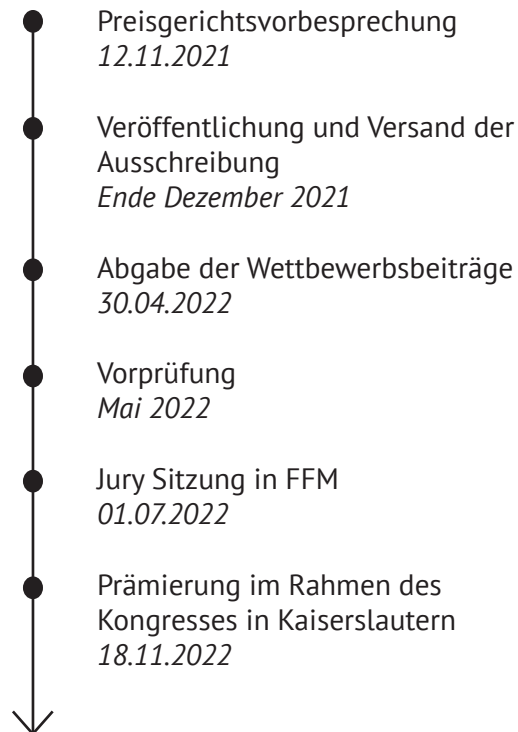 Preisgerichtsvorbesprechung
12.11.2021
Veröffentlichung und Versand der
Ausschreibung
Ende Dezember 2021
Abgabe der Wettbewerbsbeiträge
30.04.2022
Vorprüfung
Mai 2022
Jury Sitzung in FFM
01.07.2022
Prämierung im Rahmen des
Kongresses in Kaiserslautern
18.11.2022